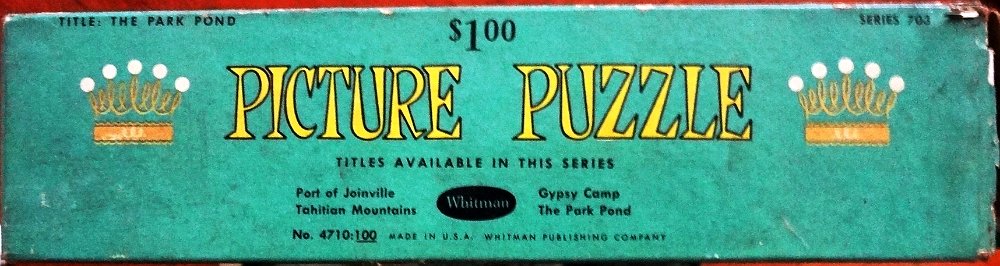 TITLE: THE PARK POND
SERIES 703
$1.00
PICTURE PUZZLE
TITLES AVAILABLE IN THIS SERIES
Port of Joinville
Tahitian Mountains
Whitman
Gypsy Camp
The Park Pond
No. 4710:100 MADE IN U.S.A. WHITMAN PUBLISHING COMPANY